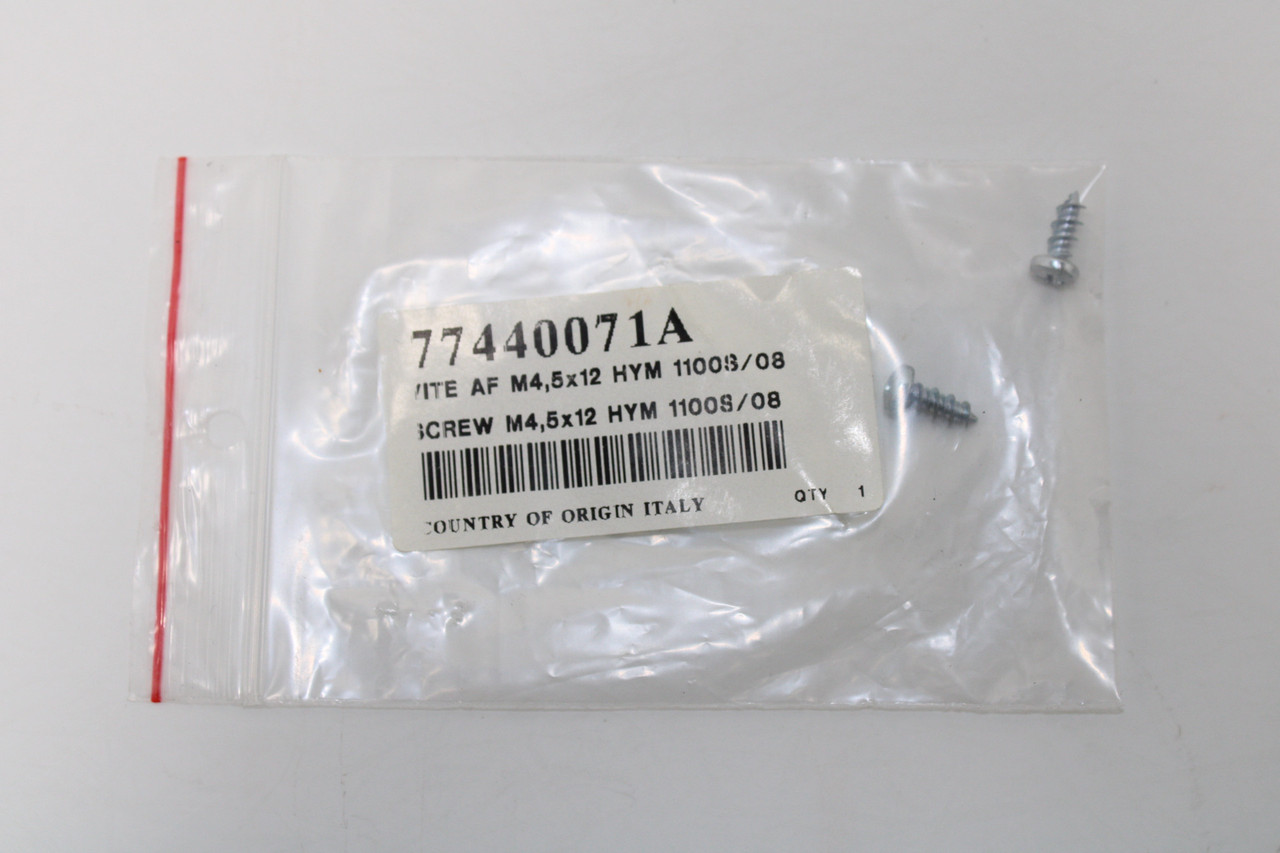 77440071A
VITE AF M4,5x12 HYM 1100S/08
SCREW M4,5x12 HYM 1100S/08
COUNTRY OF ORIGIN ITALY QTY 1